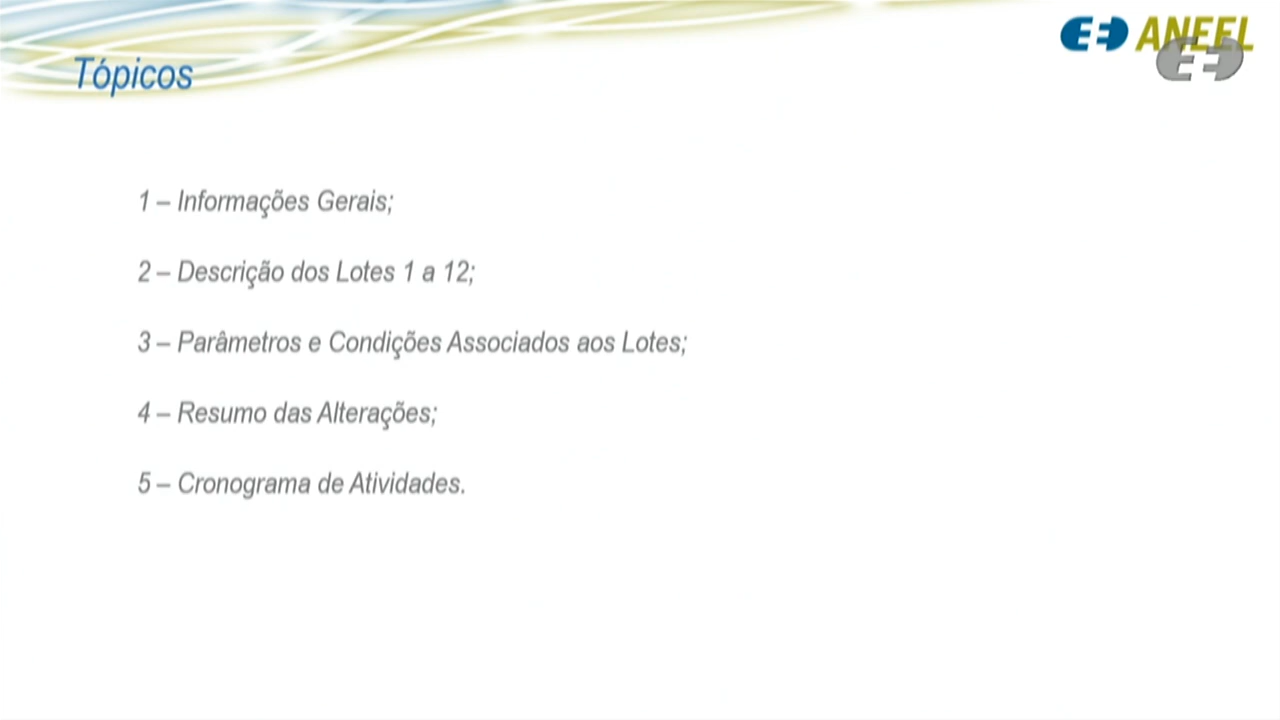 ANEEL
Tópicos
1 – Informações Gerais;
2 – Descrição dos Lotes 1 a 12;
3 – Parâmetros e Condições Associados aos Lotes;
4 – Resumo das Alterações;
5 – Cronograma de Atividades.